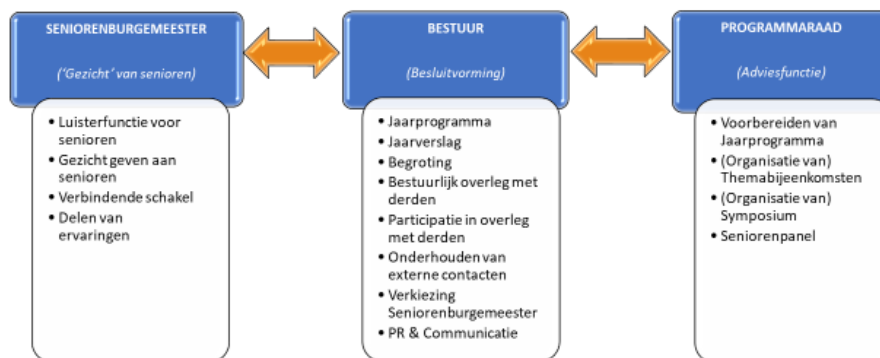 SENIORENBURGEMEESTER
('Gezicht' van senioren)
• Luisterfunctie voor
senioren
• Gezicht geven aan
senioren
• Verbindende schakel
• Delen van
ervaringen
BESTUUR
(Besluitvorming)
• Jaarprogramma
• Jaarverslag
• Begroting
• Bestuurlijk overleg met
derden
• Participatie in overleg
met derden
• Onderhouden van
externe contacten
• Verkiezing
Seniorenburgemeester
• PR & Communicatie
PROGRAMMARAAD
(Adviesfunctie)
• Voorbereiden van
Jaarprogramma
• (Organisatie van)
Themabijeenkomsten
• (Organisatie van)
Symposium
• Seniorenpanel